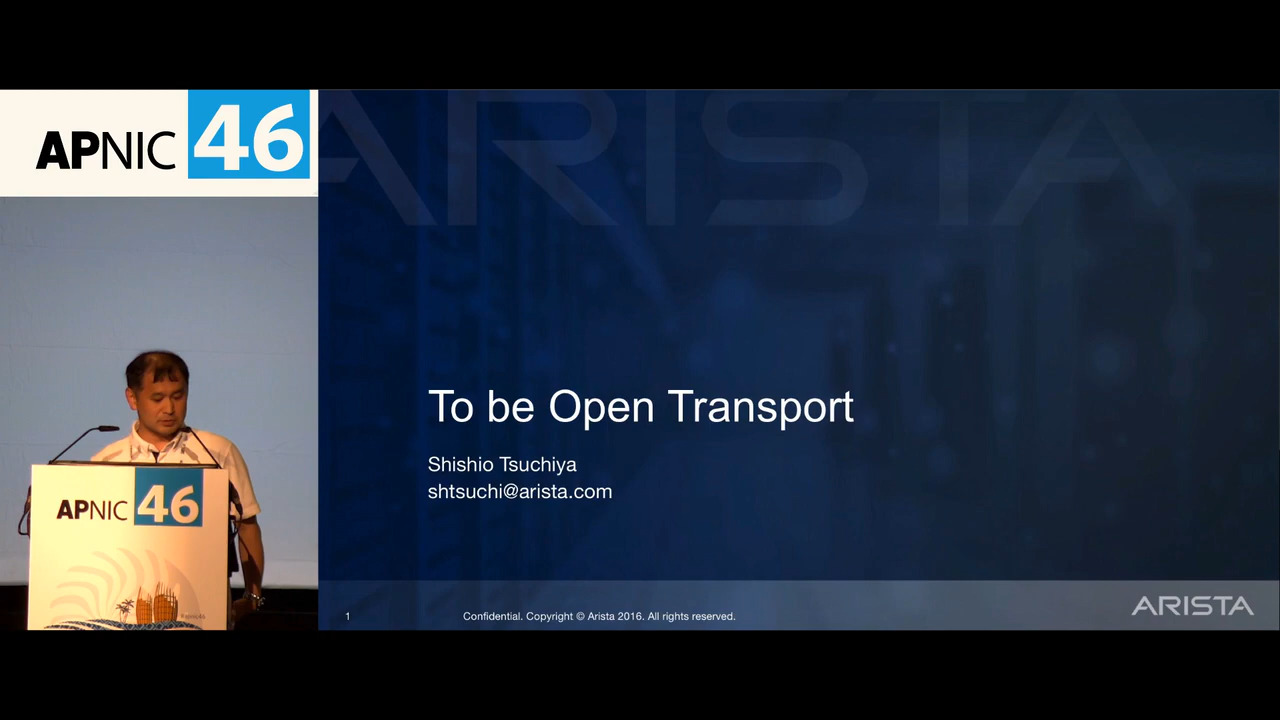 APNIC 46
ARISTA
To be Open Transport
Shishio Tsuchiya
shtsuchi@arista.com
1
Confidential. Copyright © Arista 2016. All rights reserved.
ARISTA
APNIC 46
#apnic46